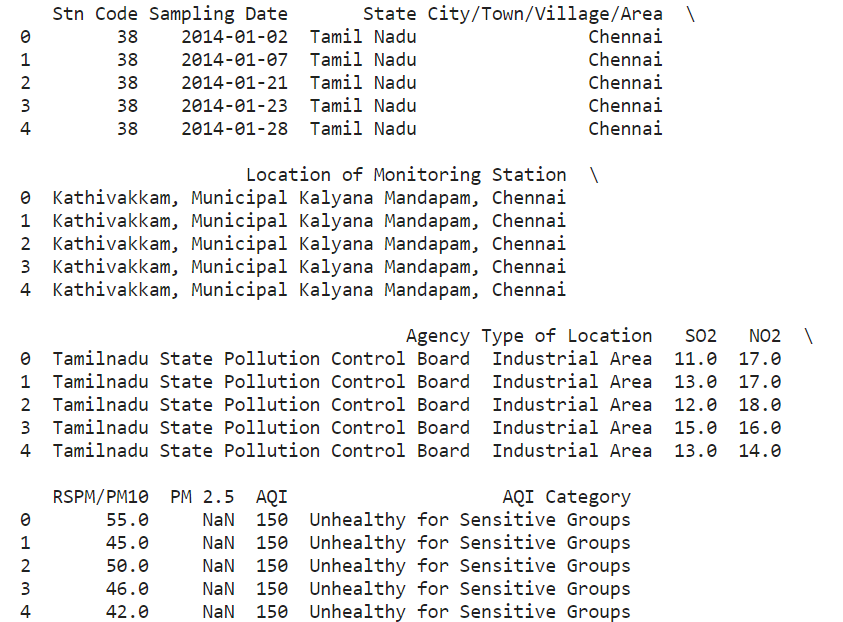 Stn Code Sampling Date State City/Town/Village/Area \
0 38 2014-01-02 Tamil Nadu Chennai
1 38 2014-01-07 Tamil Nadu Chennai
2 38 2014-01-21 Tamil Nadu Chennai
3 38 2014-01-23 Tamil Nadu Chennai
4 38 2014-01-28 Tamil Nadu Chennai
Location of Monitoring Station \
0 Kathivakkam, Municipal Kalyana Mandapam, Chennai
1 Kathivakkam, Municipal Kalyana Mandapam, Chennai
2 Kathivakkam, Municipal Kalyana Mandapam, Chennai
3 Kathivakkam, Municipal Kalyana Mandapam, Chennai
4 Kathivakkam, Municipal Kalyana Mandapam, Chennai
Agency Type of Location SO2 NO2 \
0 Tamilnadu State Pollution Control Board Industrial Area 11.0 17.0
1 Tamilnadu State Pollution Control Board Industrial Area 13.0 17.0
2 Tamilnadu State Pollution Control Board Industrial Area 12.0 18.0
3 Tamilnadu State Pollution Control Board Industrial Area 15.0 16.0
4 Tamilnadu State Pollution Control Board Industrial Area 13.0 14.0
RSPM/PM10 PM 2.5 AQI AQI Category
0 55.0 NaN 150 Unhealthy for Sensitive Groups
1 45.0 NaN 150 Unhealthy for Sensitive Groups
2 50.0 NaN 150 Unhealthy for Sensitive Groups
3 46.0 NaN 150 Unhealthy for Sensitive Groups
4 42.0 NaN 150 Unhealthy for Sensitive Groups